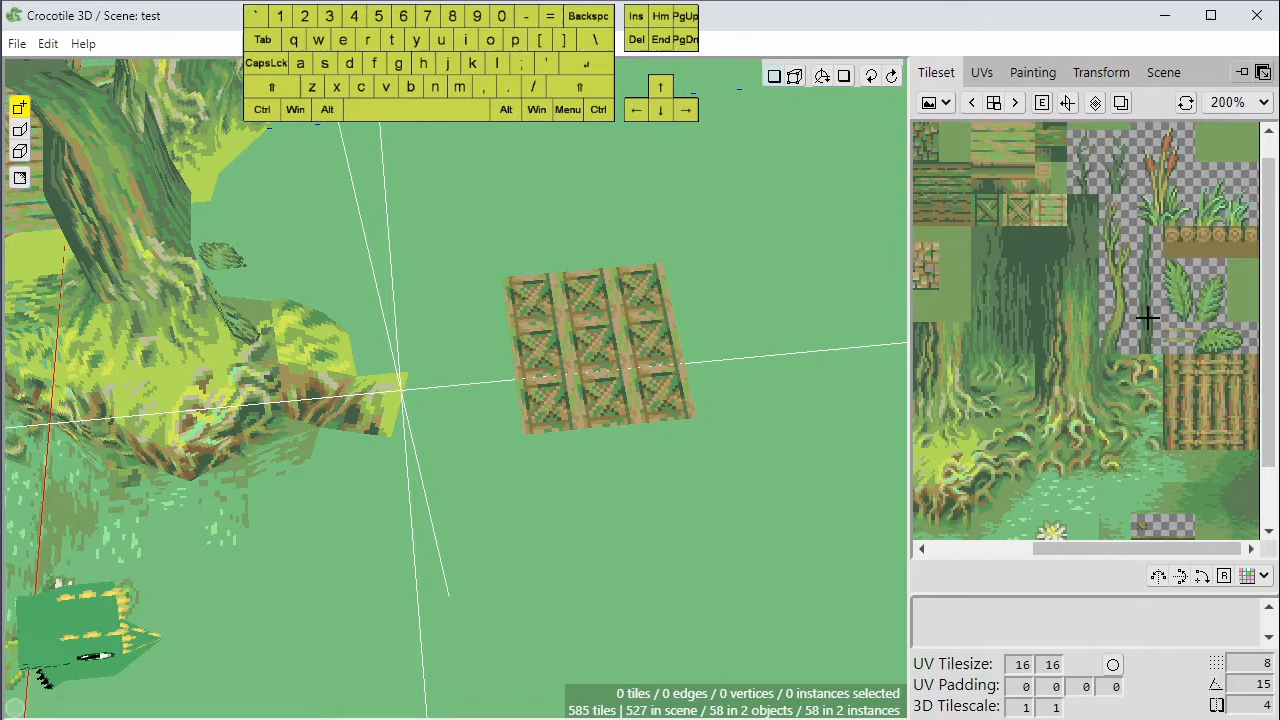 Crocotile 3D / Scene: test
File Edit Help
` 1 2 3 4 5 6 7 8 9 0 - = Backspc
Tab q w e r t y u i o p [ ] \
CapsLck a s d f g h j k l ; ' ↲
⇧ z x c v b n m , . / ⇧
Ctrl Win Alt Alt Win Menu Ctrl
Ins Hm PgUp
Del End PgDn
↑
← ↓ →
Tileset UVs Painting Transform Scene
E 200%
R
UV Tilesize: 16 16 8
UV Padding: 0 0 0 0 15
3D Tilescale: 1 1 4
0 tiles / 0 edges / 0 vertices / 0 instances selected
585 tiles | 527 in scene / 58 in 2 objects / 58 in 2 instances